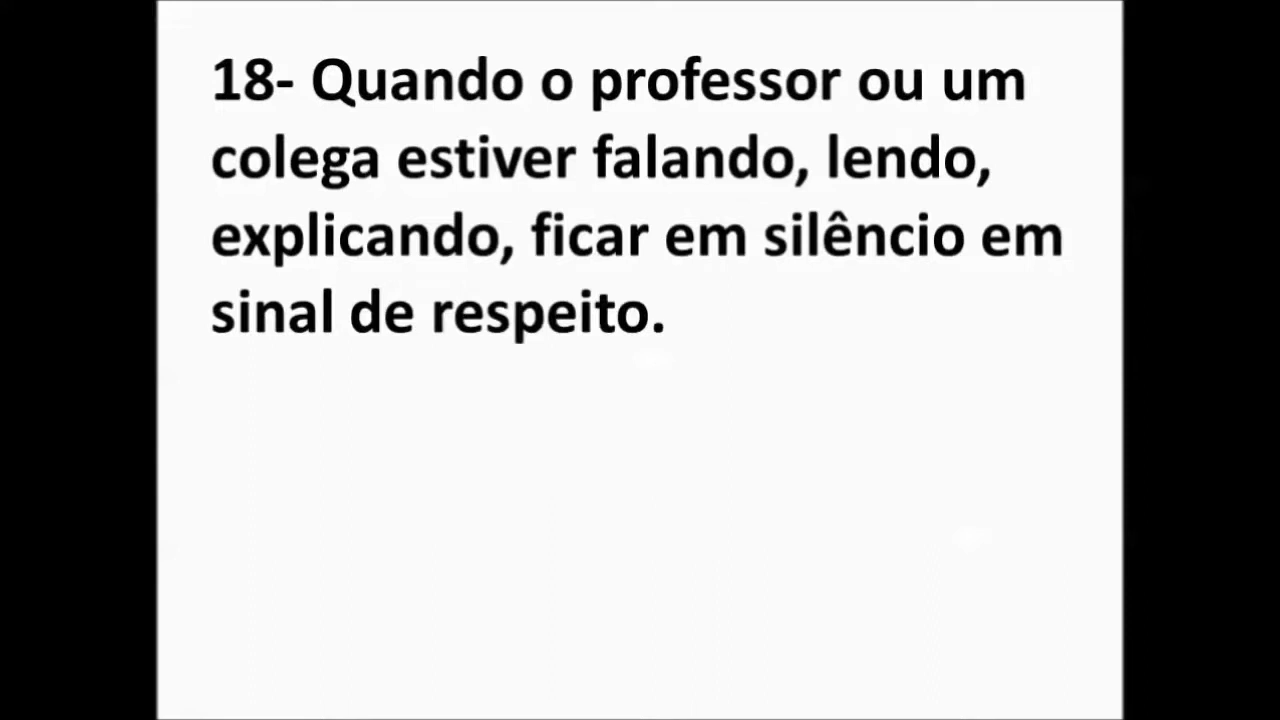 18- Quando o professor ou um
colega estiver falando, lendo,
explicando, ficar em silêncio em
sinal de respeito.